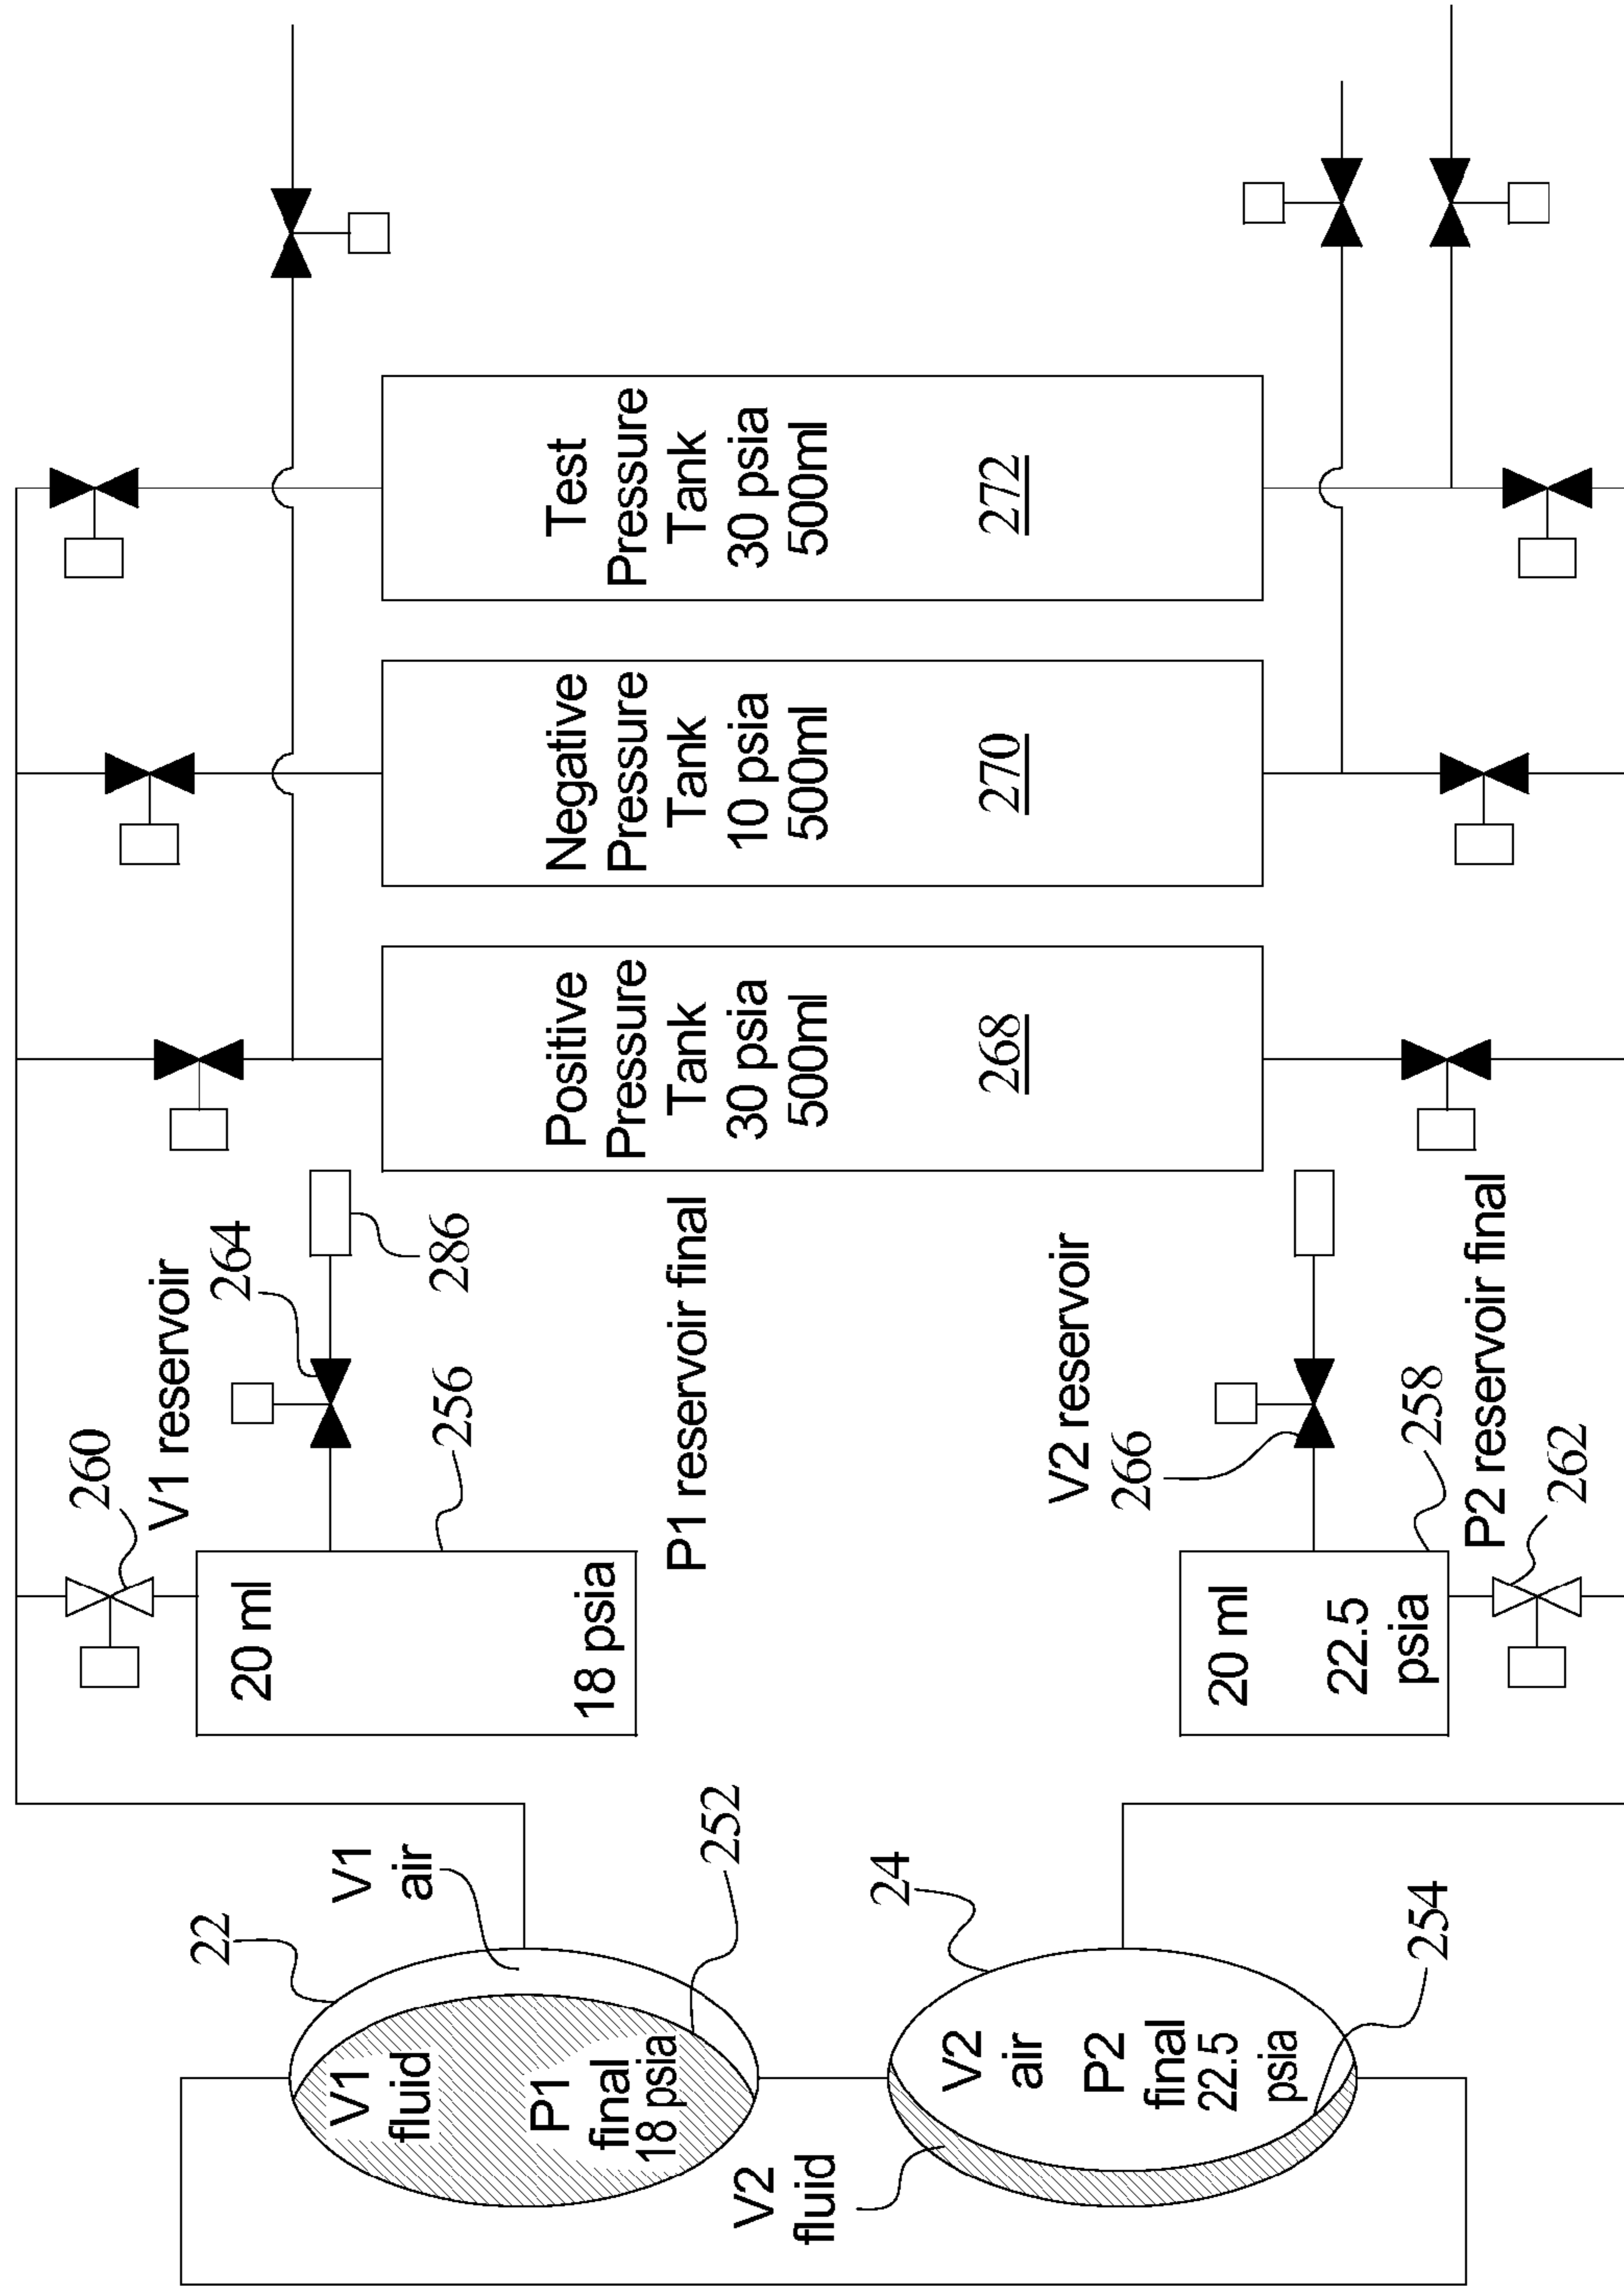 22
V1
air
V1
fluid
P1
final
18 psia
252
V2
fluid
24
V2
air
P2
final
22.5
psia
254
260
V1 reservoir
264
286
20 ml
18 psia
256
P1 reservoir final
V2 reservoir
266
20 ml
22.5
psia
258
P2 reservoir final
262
Positive
Pressure
Tank
30 psia
500ml
268
Negative
Pressure
Tank
10 psia
500ml
270
Test
Pressure
Tank
30 psia
500ml
272